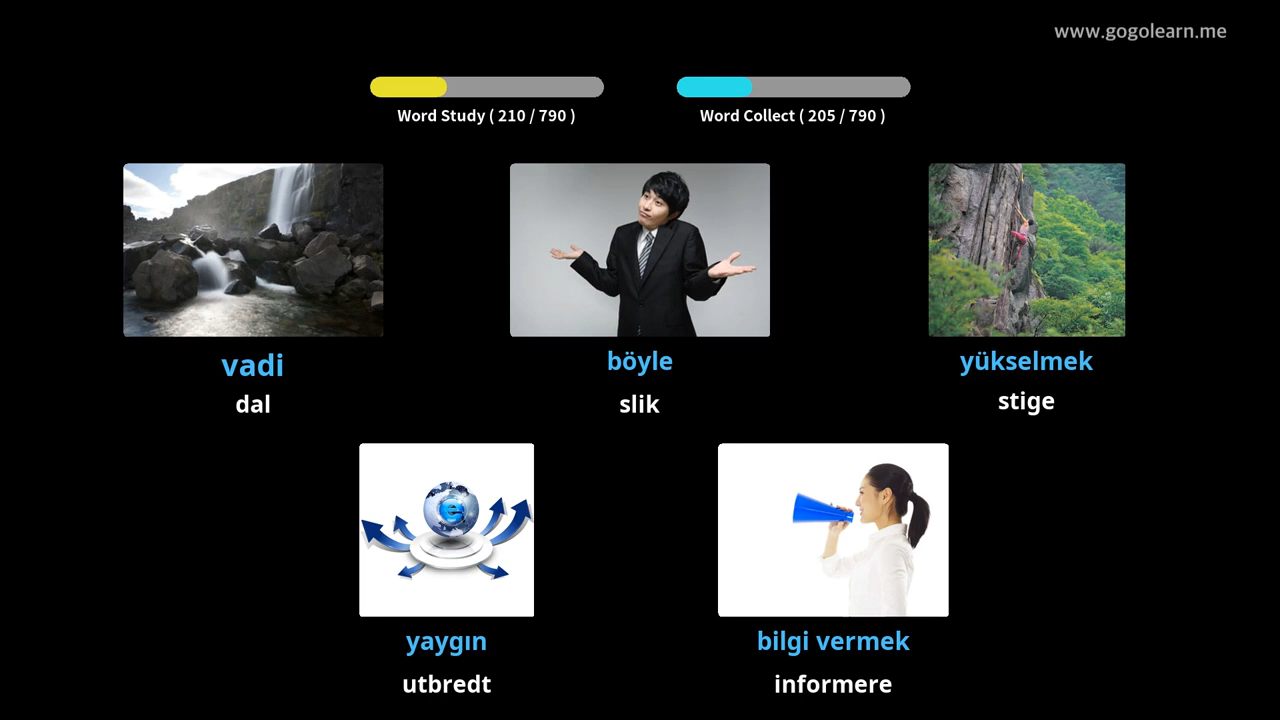 www.gogolearn.me
Word Study ( 210 / 790 )
Word Collect ( 205 / 790 )
vadi
dal
böyle
slik
yükselmek
stige
e
yaygın
utbredt
bilgi vermek
informere